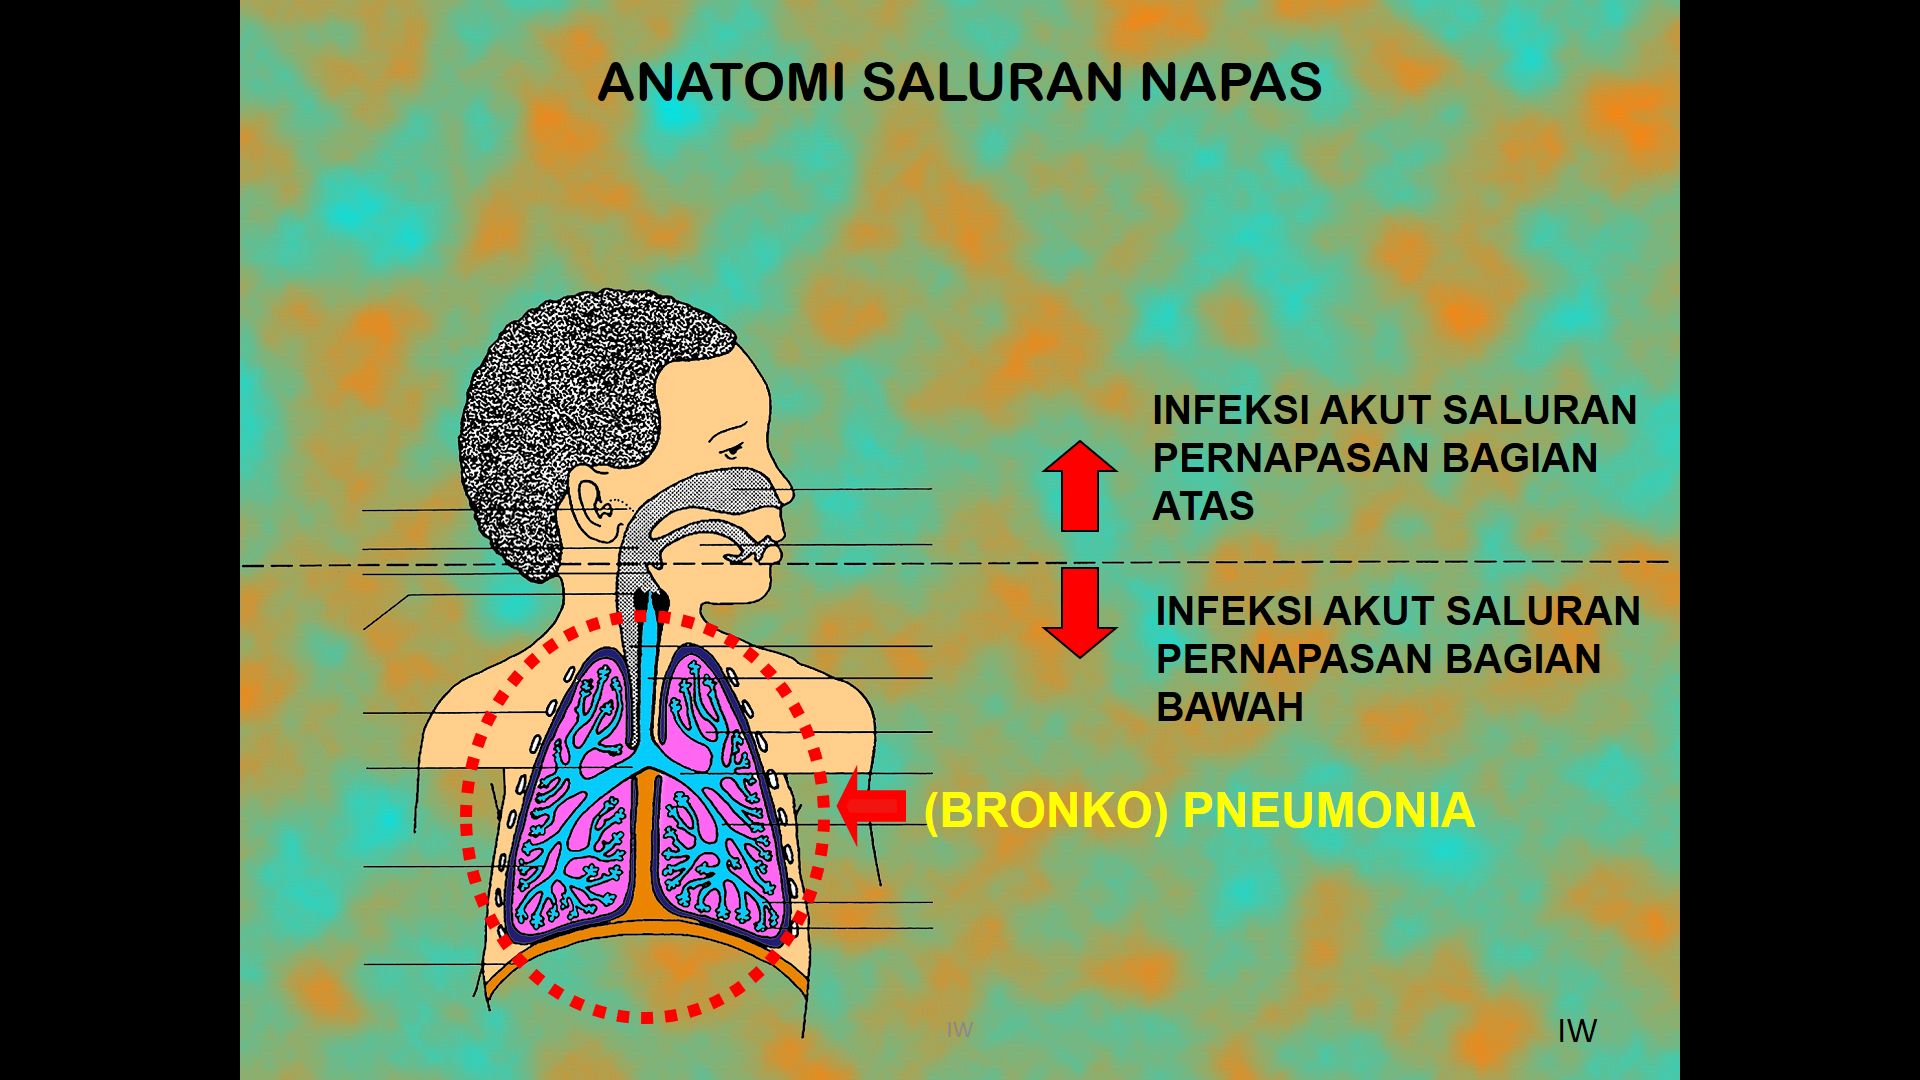 ANATOMI SALURAN NAPAS
INFEKSI AKUT SALURAN
PERNAPASAN BAGIAN
ATAS
INFEKSI AKUT SALURAN
PERNAPASAN BAGIAN
BAWAH
(BRONKO) PNEUMONIA
IW
IW